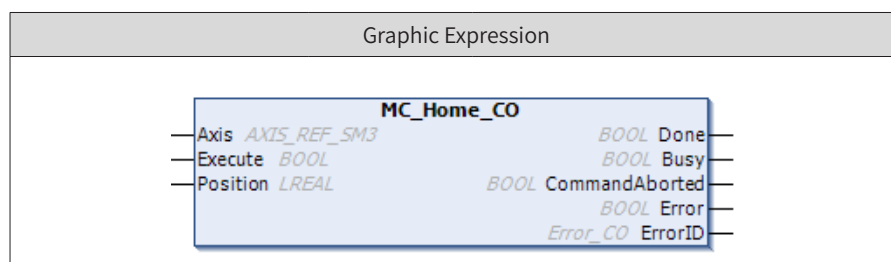 Graphic Expression
MC_Home_CO
Axis AXIS_REF_SM3 BOOL Done
Execute BOOL BOOL Busy
Position LREAL BOOL CommandAborted
BOOL Error
Error_CO ErrorID